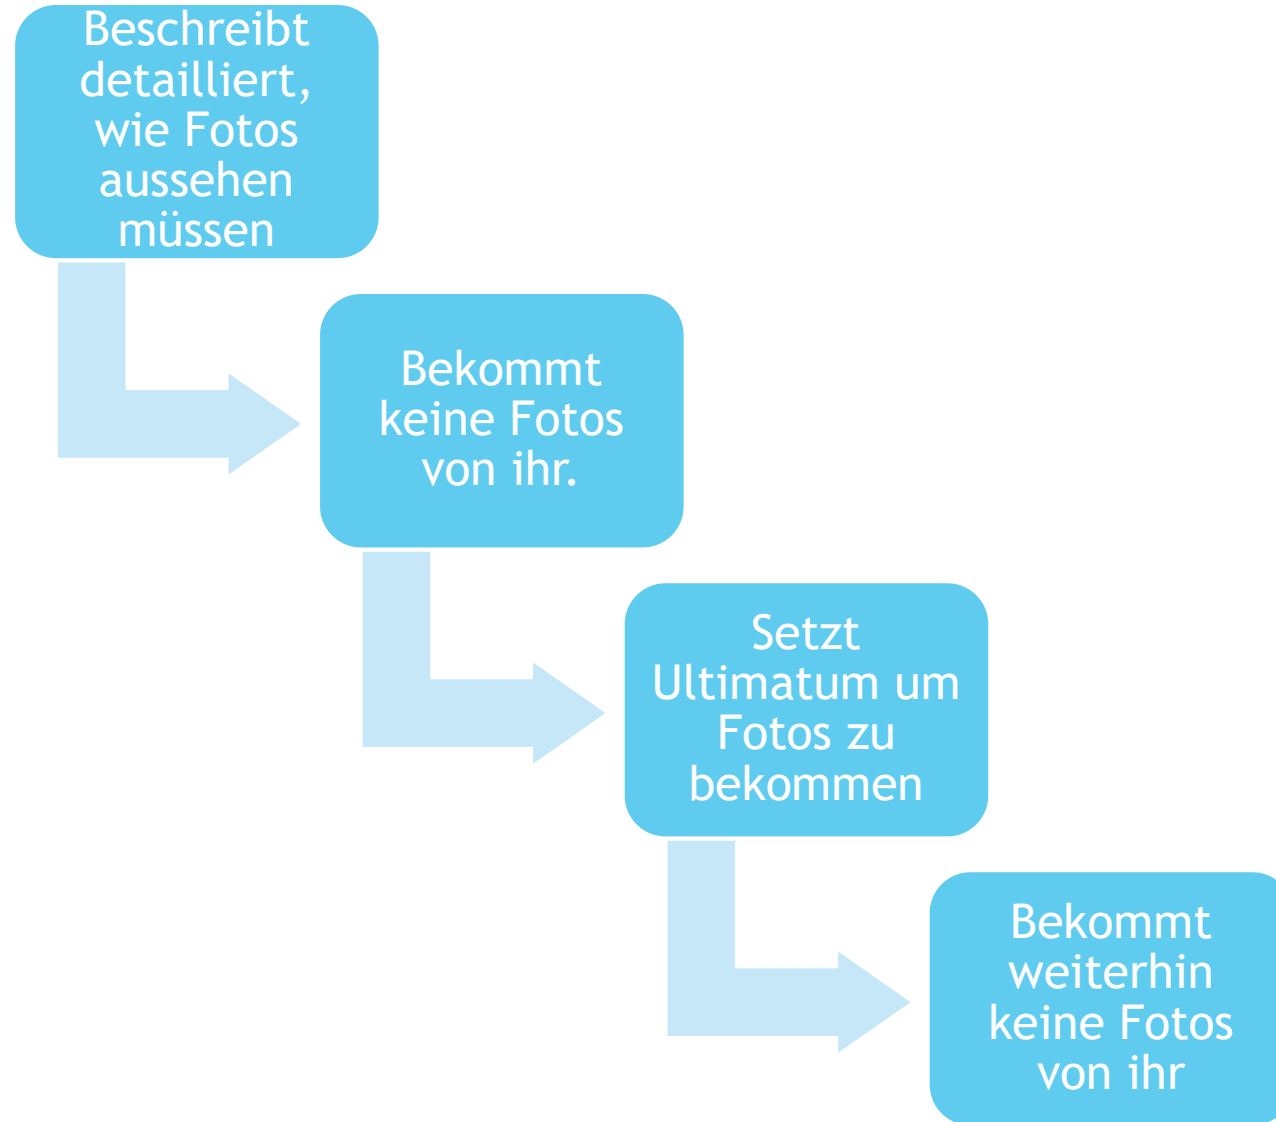 Beschreibt
detailliert,
wie Fotos
aussehen
müssen
Bekommt
keine Fotos
von ihr.
Setzt
Ultimatum um
Fotos zu
bekommen
Bekommt
weiterhin
keine Fotos
von ihr